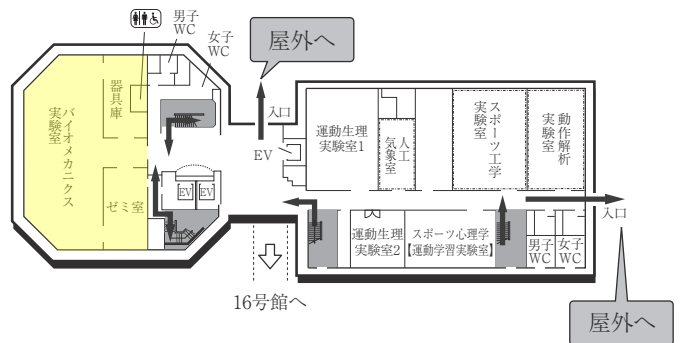 男子
WC
女子
WC
屋外へ
入口
器具庫
バイオメカニクス
実験室
ゼミ室
EV
EV
EV
運動生理
実験室1
人工
気象室
スポーツ工学
実験室
動作解析
実験室
入口
運動生理
実験室2
スポーツ心理学
【運動学習実験室】
男子
WC
女子
WC
16号館へ
屋外へ